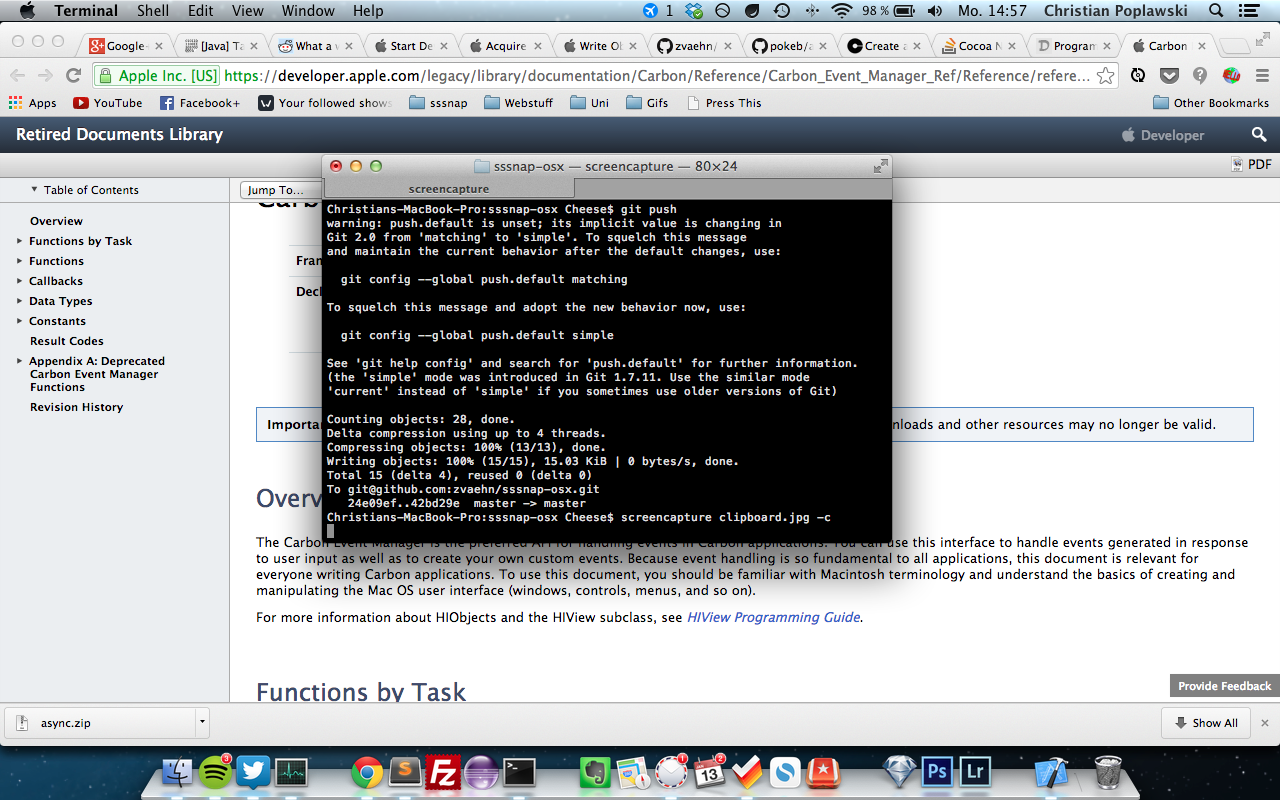 Terminal Shell Edit View Window Help 1 98% Mo. 14:57 Christian Poplawski
Google- [Java] Ta What a w Start De Acquire Write O zvaehn/ pokeb/a Create a Cocoa N Program Carbon
Apple Inc. [US] https://developer.apple.com/legacy/library/documentation/Carbon/Reference/Carbon_Event_Manager_Ref/Reference/refere...
Apps YouTube Facebook+ Your followed shows sssnap Webstuff Uni Gifs Press This Other Bookmarks
Retired Documents Library Developer
PDF
Table of Contents
Jump To...
Overview
Functions by Task
Functions
Callbacks
Data Types
Constants
Result Codes
Appendix A: Deprecated
Carbon Event Manager
Functions
Revision History
Fran
Decl
sssnap-osx — screencapture — 80×24
screencapture
Christians-MacBook-Pro:sssnap-osx Cheese$ git push
warning: push.default is unset; its implicit value is changing in
Git 2.0 from 'matching' to 'simple'. To squelch this message
and maintain the current behavior after the default changes, use:
git config --global push.default matching
To squelch this message and adopt the new behavior now, use:
git config --global push.default simple
See 'git help config' and search for 'push.default' for further information.
(the 'simple' mode was introduced in Git 1.7.11. Use the similar mode
'current' instead of 'simple' if you sometimes use older versions of Git)
Counting objects: 28, done.
Delta compression using up to 4 threads.
Compressing objects: 100% (13/13), done.
Writing objects: 100% (15/15), 15.03 KiB | 0 bytes/s, done.
Total 15 (delta 4), reused 0 (delta 0)
To git@github.com:zvaehn/sssnap-osx.git
24e09ef..42bd29e master -> master
Christians-MacBook-Pro:sssnap-osx Cheese$ screencapture clipboard.jpg -c
Importa nloads and other resources may no longer be valid.
Overv
The Carbon Event Manager is the preferred API for handling events in Carbon applications. You can use this interface to handle events generated in response
to user input as well as to create your own custom events. Because event handling is so fundamental to all applications, this document is relevant for
everyone writing Carbon applications. To use this document, you should be familiar with Macintosh terminology and understand the basics of creating and
manipulating the Mac OS user interface (windows, controls, menus, and so on).
For more information about HIObjects and the HIView subclass, see HIView Programming Guide.
Functions by Task
Provide Feedback
async.zip Show All
3 1 2
13
Ps Lr